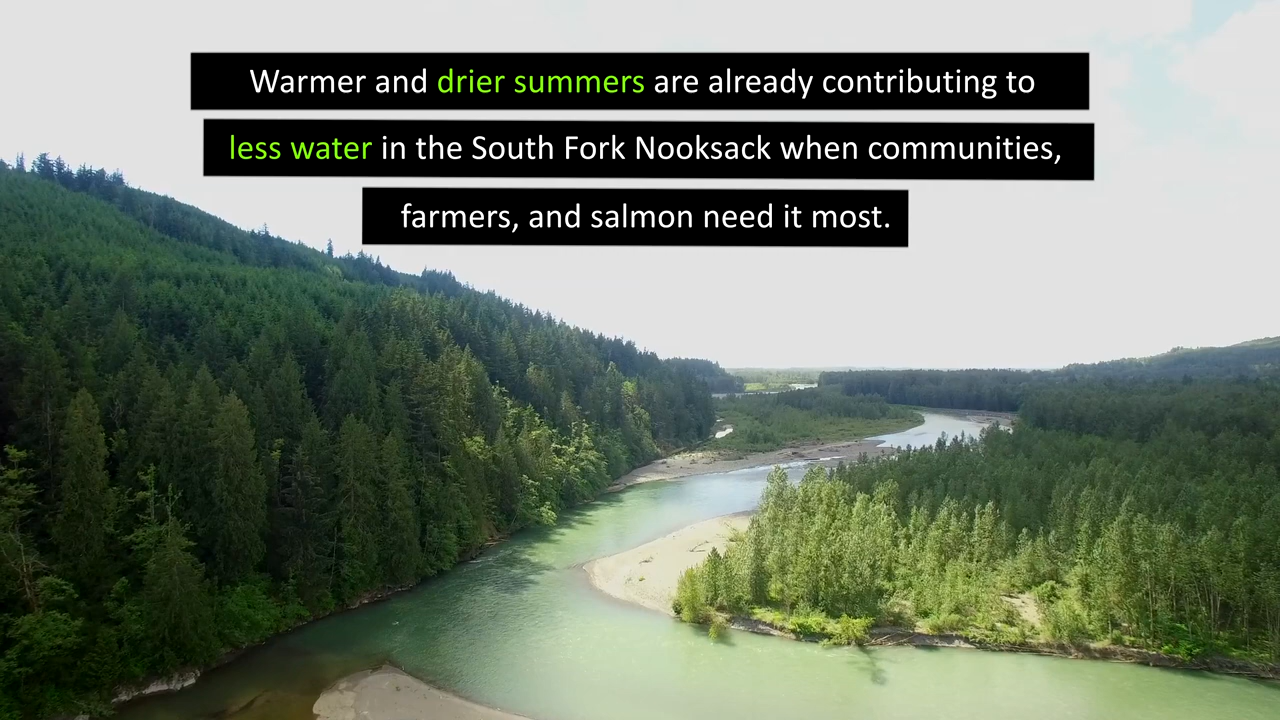 Warmer and drier summers are already contributing to
less water in the South Fork Nooksack when communities,
farmers, and salmon need it most.